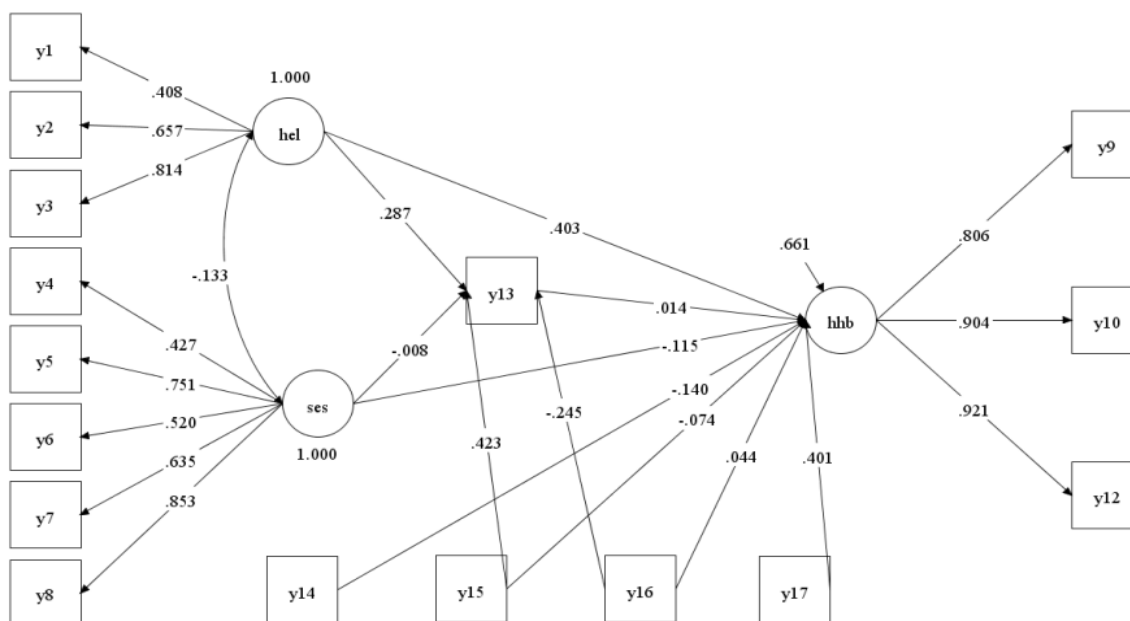 y1
1.000
.408
y2
.657
hel
y9
.814
y3
.287
.403
.806
.661
-.133
y4
y13
.014
hhb
.904
y10
.427
-.008
-.115
y5
.751
-.140
ses
-.245
-.074
.921
y6
.520
.423
.044
.401
.635
1.000
y7
.853
y12
y8
y14
y15
y16
y17